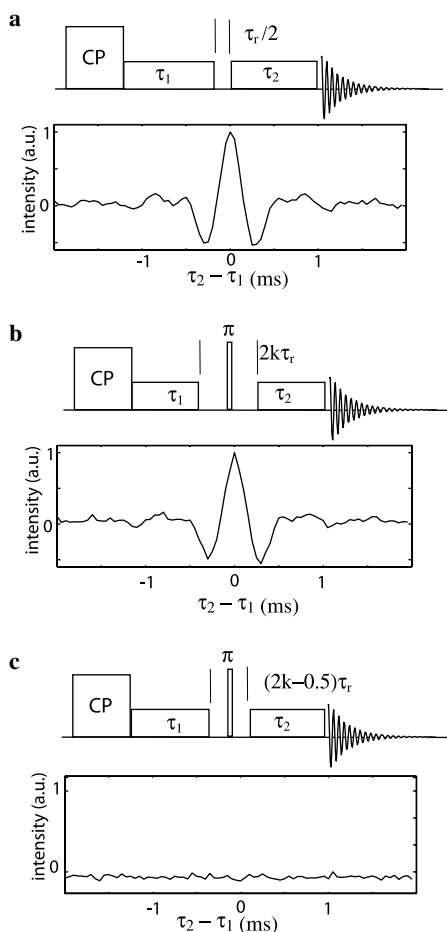 a
CP
τ1
τr/2
τ2
intensity (a.u.)
1
0
-1
0
1
τ2 − τ1 (ms)
b
π
CP
τ1
2kτr
τ2
intensity (a.u.)
1
0
-1
0
1
τ2 − τ1 (ms)
c
π
CP
τ1
(2k−0.5)τr
τ2
intensity (a.u.)
1
0
-1
0
1
τ2 − τ1 (ms)